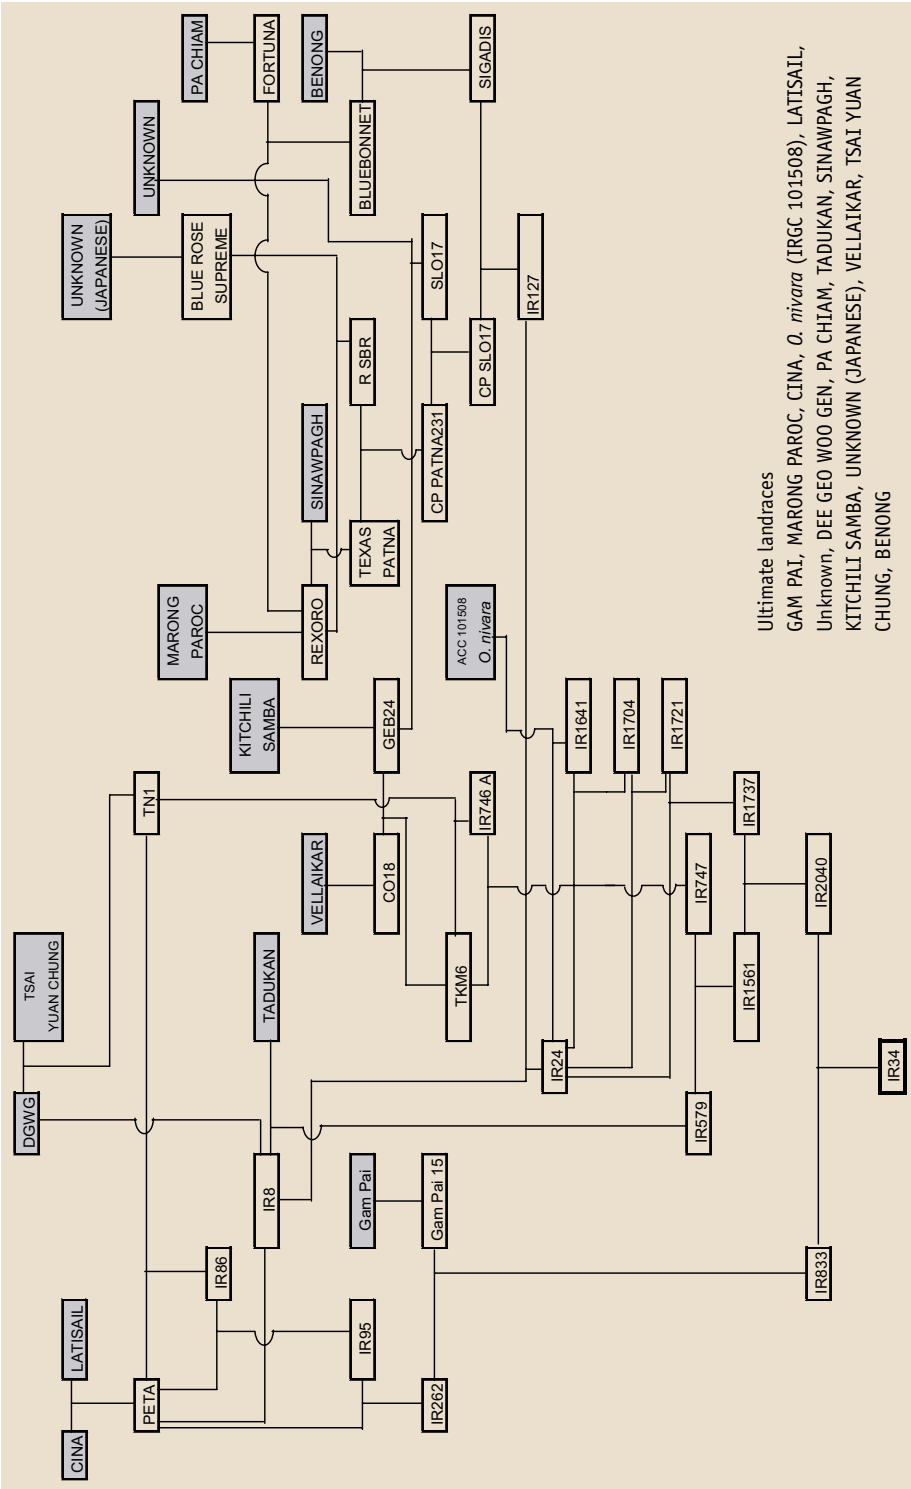 DGWG
TSAI
YUAN CHUNG
CINA
LATISAIL
UNKNOWN
(JAPANESE)
PETA
TN1
UNKNOWN
MARONG
PAROC
BLUE ROSE
SUPREME
PA CHIAM
IR86
KITCHILI
SAMBA
IR8
TADUKAN
FORTUNA
VELLAIKAR
REXORO
SINAWPAGH
BENONG
IR95
Gam Pai
TEXAS
PATNA
R SBR
BLUEBONNET
CO18
GEB24
IR262
Gam Pai 15
CP PATNA231
SLO17
TKM6
ACC 101508
O. nivara
IR746 A
CP SLO17
SIGADIS
IR127
IR24
IR1641
IR1704
IR1721
IR579
IR747
IR1561
IR1737
IR833
IR2040
IR34
Ultimate landraces
GAM PAI, MARONG PAROC, CINA, O. nivara (IRGC 101508), LATISAIL,
Unknown, DEE GEO WOO GEN, PA CHIAM, TADUKAN, SINAWPAGH,
KITCHILI SAMBA, UNKNOWN (JAPANESE), VELLAIKAR, TSAI YUAN
CHUNG, BENONG